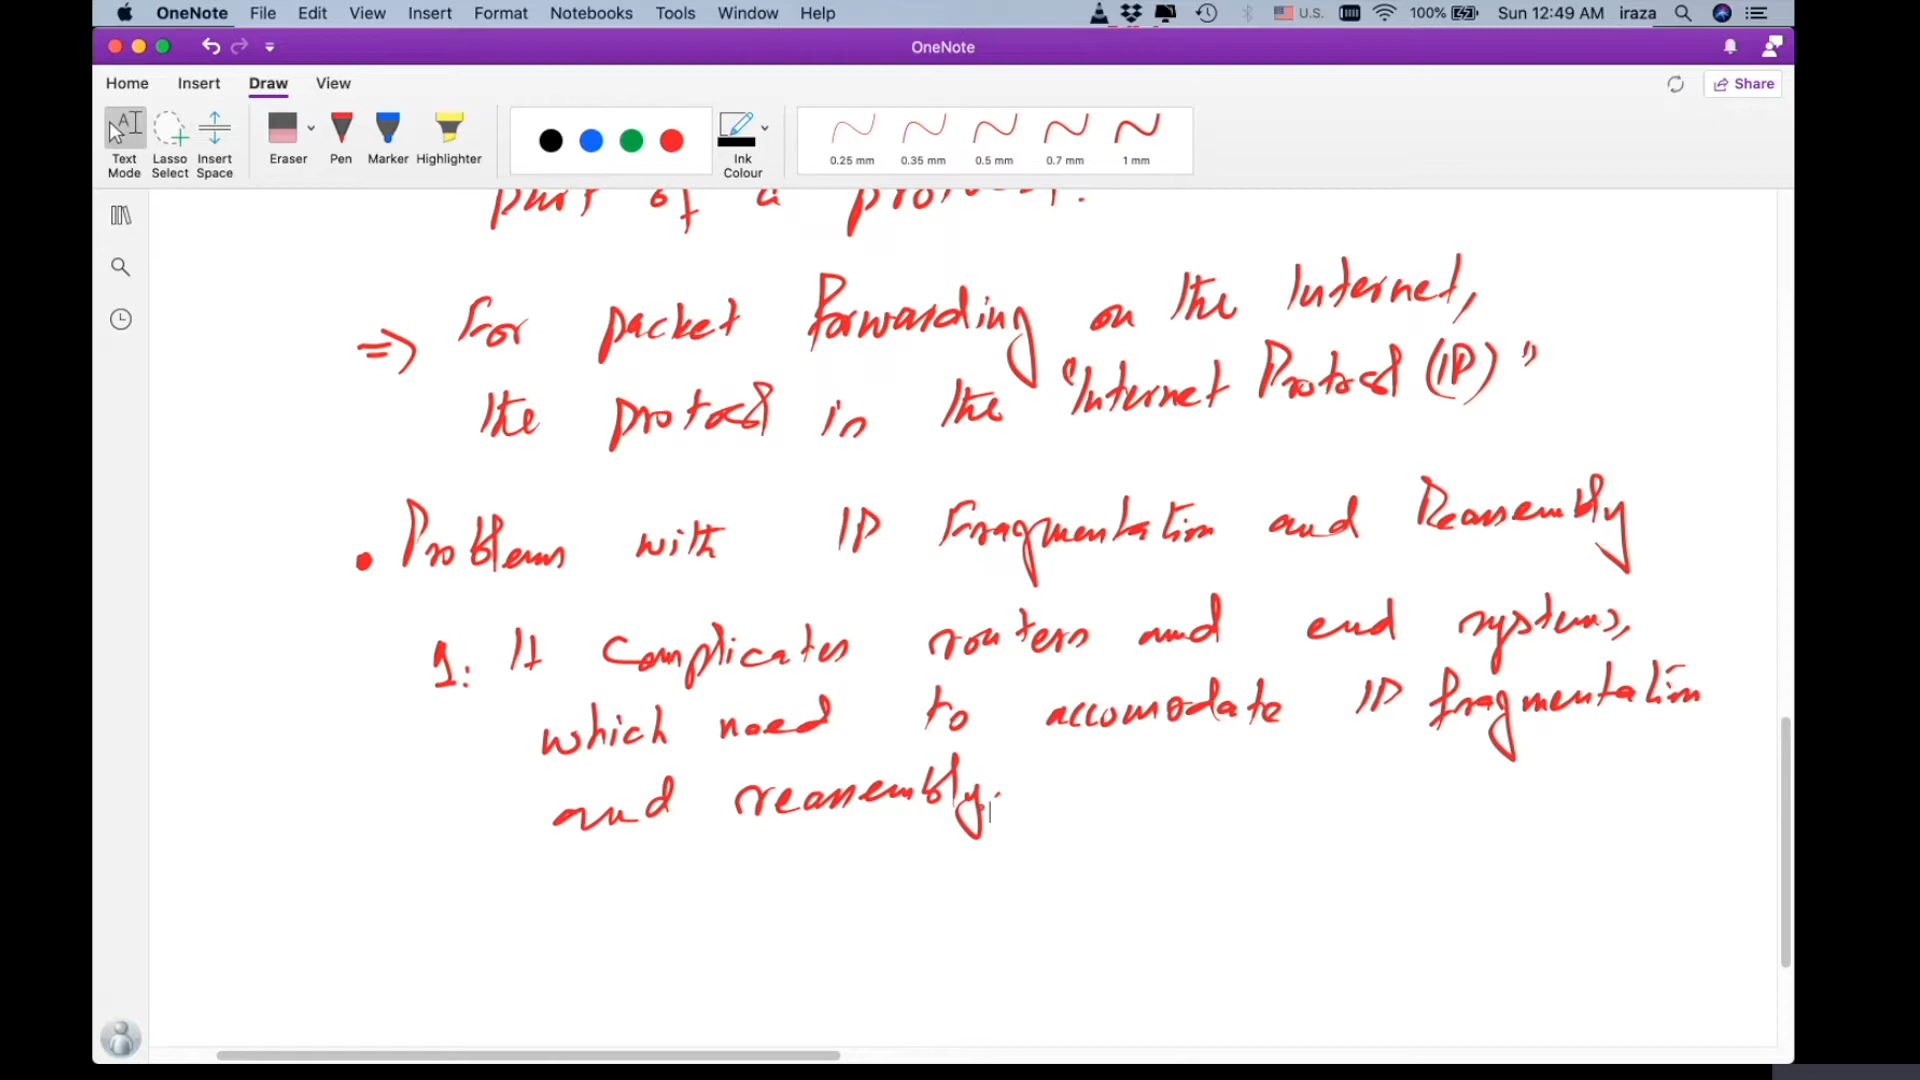 OneNote File Edit View Insert Format Notebooks Tools Window Help U.S. 100% Sun 12:49 AM iraza
OneNote
Home Insert Draw View Share
Text Mode Lasso Select Insert Space Eraser Pen Marker Highlighter Ink Colour 0.25 mm 0.35 mm 0.5 mm 0.7 mm 1 mm
part of a protocol.
=> For packet forwarding on the Internet,
the protocol is the "Internet Protocol (IP)"
• Problems with IP Fragmentation and Reassembly
1. It complicates routers and end systems,
which need to accomodate IP fragmentation
and reassembly.